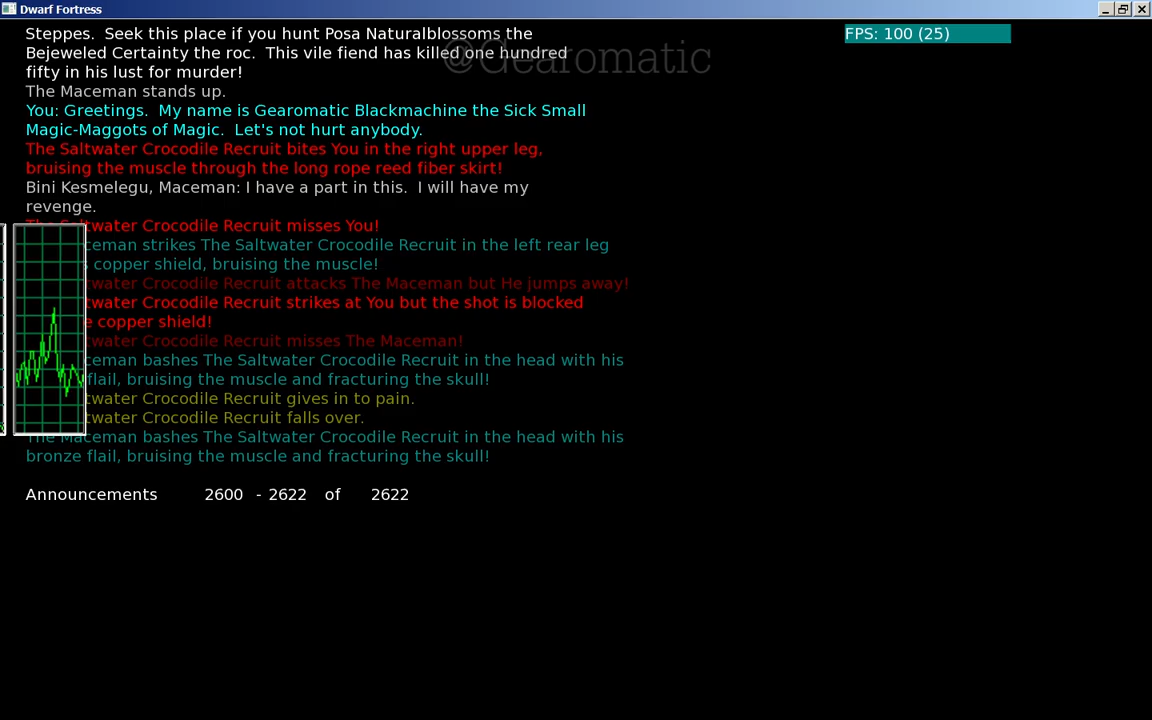 Dwarf Fortress
Steppes. Seek this place if you hunt Posa Naturalblossoms the
FPS: 100 (25)
Bejeweled Certainty the roc. This vile fiend has killed one hundred
@Gearomatic
fifty in his lust for murder!
The Maceman stands up.
You: Greetings. My name is Gearomatic Blackmachine the Sick Small
Magic-Maggots of Magic. Let's not hurt anybody.
The Saltwater Crocodile Recruit bites You in the right upper leg,
bruising the muscle through the long rope reed fiber skirt!
Bini Kesmelegu, Maceman: I have a part in this. I will have my
revenge.
The Saltwater Crocodile Recruit misses You!
ceman strikes The Saltwater Crocodile Recruit in the left rear leg
copper shield, bruising the muscle!
twater Crocodile Recruit attacks The Maceman but He jumps away!
twater Crocodile Recruit strikes at You but the shot is blocked
copper shield!
twater Crocodile Recruit misses The Maceman!
ceman bashes The Saltwater Crocodile Recruit in the head with his
flail, bruising the muscle and fracturing the skull!
twater Crocodile Recruit gives in to pain.
twater Crocodile Recruit falls over.
The Maceman bashes The Saltwater Crocodile Recruit in the head with his
bronze flail, bruising the muscle and fracturing the skull!
Announcements 2600 - 2622 of 2622